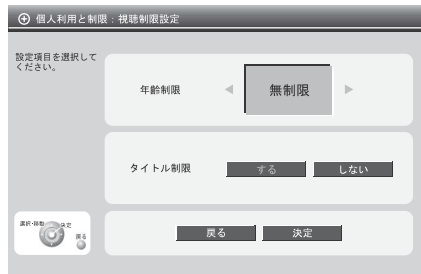 個人利用と制限：視聴制限設定
設定項目を選択して
ください。
年齢制限
無制限
タイトル制限
する
しない
選択・移動
決定
戻る
戻る
決定